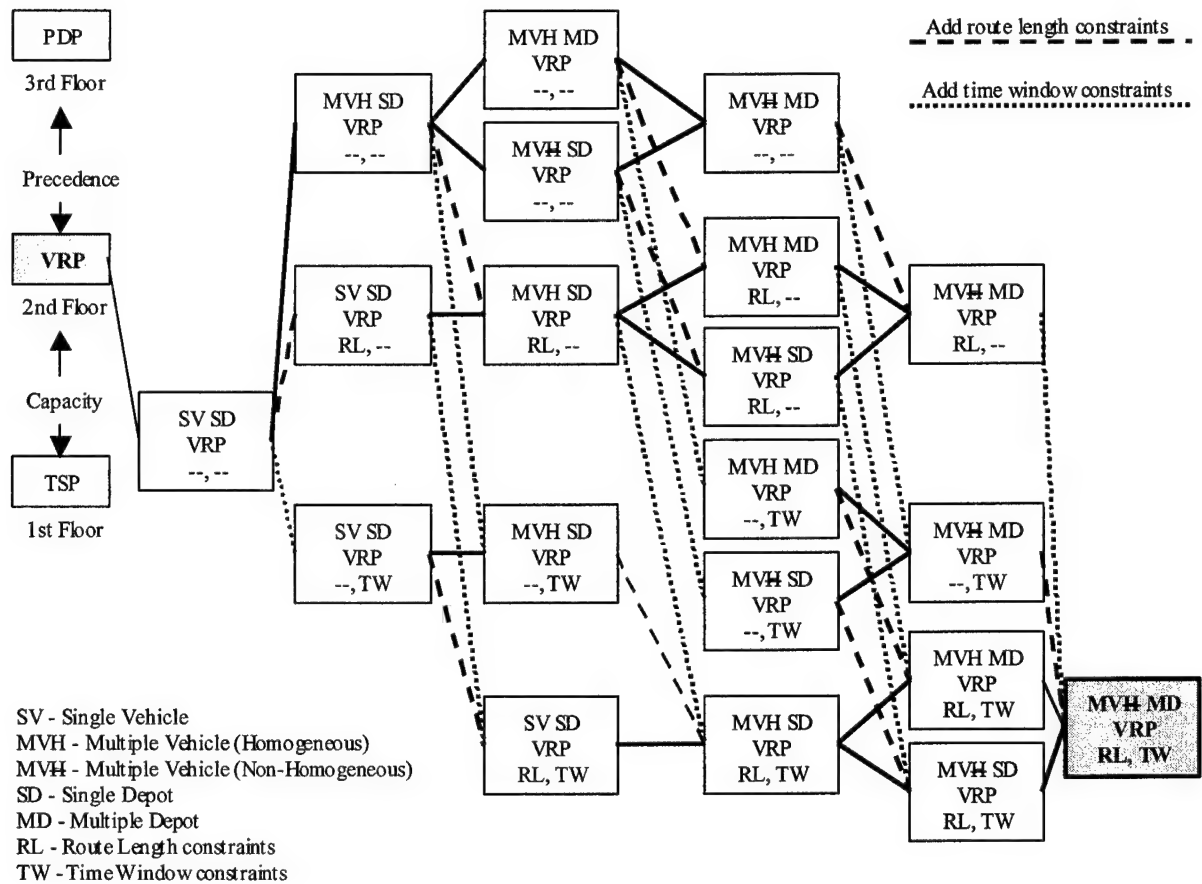 PDP
3rd Floor
Precedence
VRP
2nd Floor
Capacity
TSP
1st Floor
SV SD
VRP
--, --
MVH SD
VRP
--, --
SV SD
VRP
RL, --
SV SD
VRP
--, TW
MVH MD
VRP
--, --
MVH̶ SD
VRP
--, --
MVH SD
VRP
RL, --
MVH SD
VRP
--, TW
SV SD
VRP
RL, TW
MVH̶ MD
VRP
--, --
MVH MD
VRP
RL, --
MVH̶ SD
VRP
RL, --
MVH MD
VRP
--, TW
MVH̶ SD
VRP
--, TW
MVH SD
VRP
RL, TW
MVH̶ MD
VRP
RL, --
MVH̶ MD
VRP
--, TW
MVH MD
VRP
RL, TW
MVH̶ SD
VRP
RL, TW
MVH̶ MD
VRP
RL, TW
Add route length constraints
Add time window constraints
SV - Single Vehicle
MVH - Multiple Vehicle (Homogeneous)
MVH̶ - Multiple Vehicle (Non-Homogeneous)
SD - Single Depot
MD - Multiple Depot
RL - Route Length constraints
TW - Time Window constraints